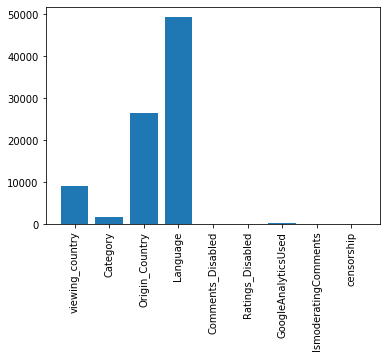 50000
40000
30000
20000
10000
0
viewing_country
Category
Origin_Country
Language
Comments_Disabled
Ratings_Disabled
GoogleAnalyticsUsed
IsmoderatingComments
censorship